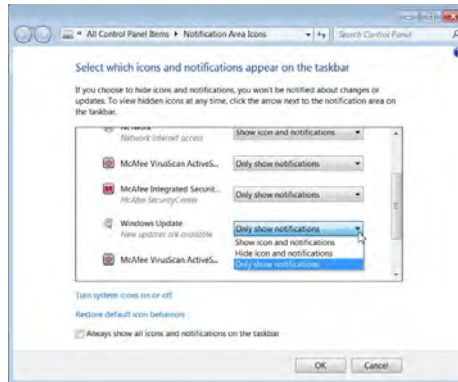 « All Control Panel Items ▸ Notification Area Icons
Search Control Panel
Select which icons and notifications appear on the taskbar
If you choose to hide icons and notifications, you won't be notified about changes or
updates. To view hidden icons at any time, click the arrow next to the notification area on
the taskbar.
Network Show icon and notifications
Network Internet access
McAfee VirusScan ActiveS... Only show notifications
McAfee Integrated Securit... Only show notifications
McAfee SecurityCenter
Windows Update Only show notifications
New updates are available
Show icon and notifications
Hide icon and notifications
Only show notifications
McAfee VirusScan ActiveS...
Turn system icons on or off
Restore default icon behaviors
Always show all icons and notifications on the taskbar
OK Cancel